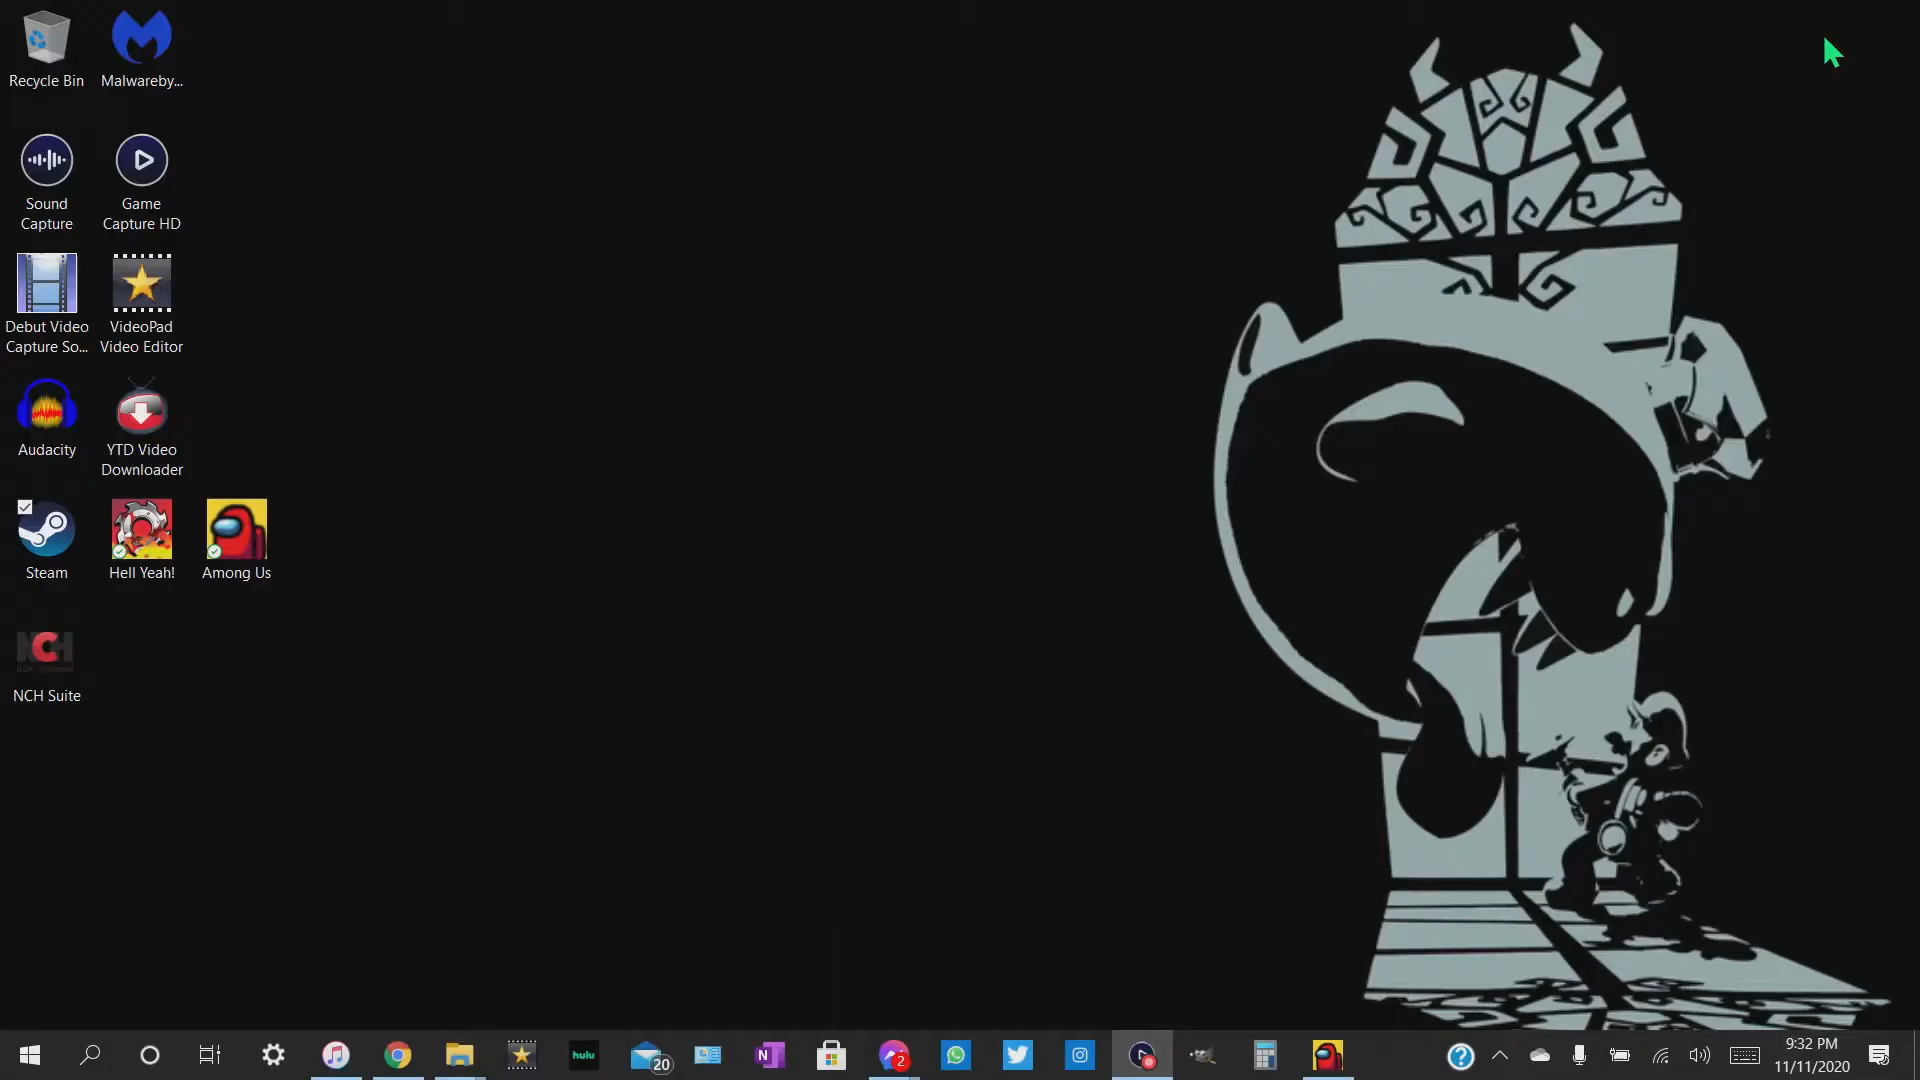 Recycle Bin
Malwareby...
Sound
Capture
Game
Capture HD
Debut Video
Capture So...
VideoPad
Video Editor
Audacity
YTD Video
Downloader
Steam
Hell Yeah!
Among Us
NCH
NCH Suite
hulu
20
N
2
9:32 PM
11/11/2020